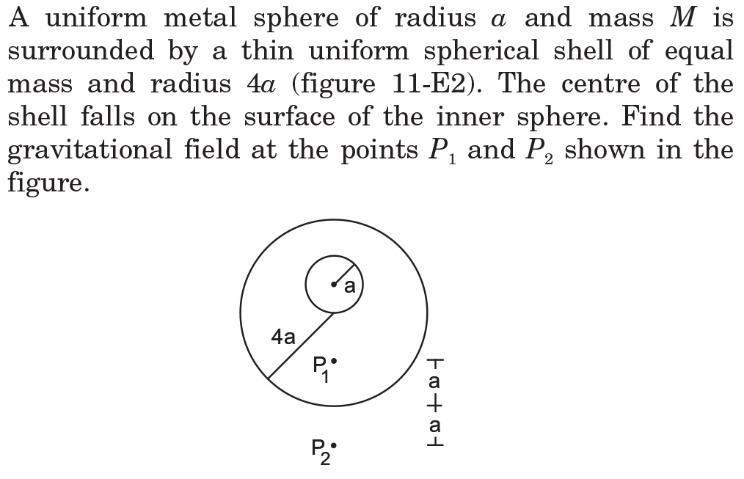 A uniform metal sphere of radius a and mass M is
surrounded by a thin uniform spherical shell of equal
mass and radius 4a (figure 11-E2). The centre of the
shell falls on the surface of the inner sphere. Find the
gravitational field at the points P₁ and P₂ shown in the
figure.
a
4a
P₁
a
a
P₂